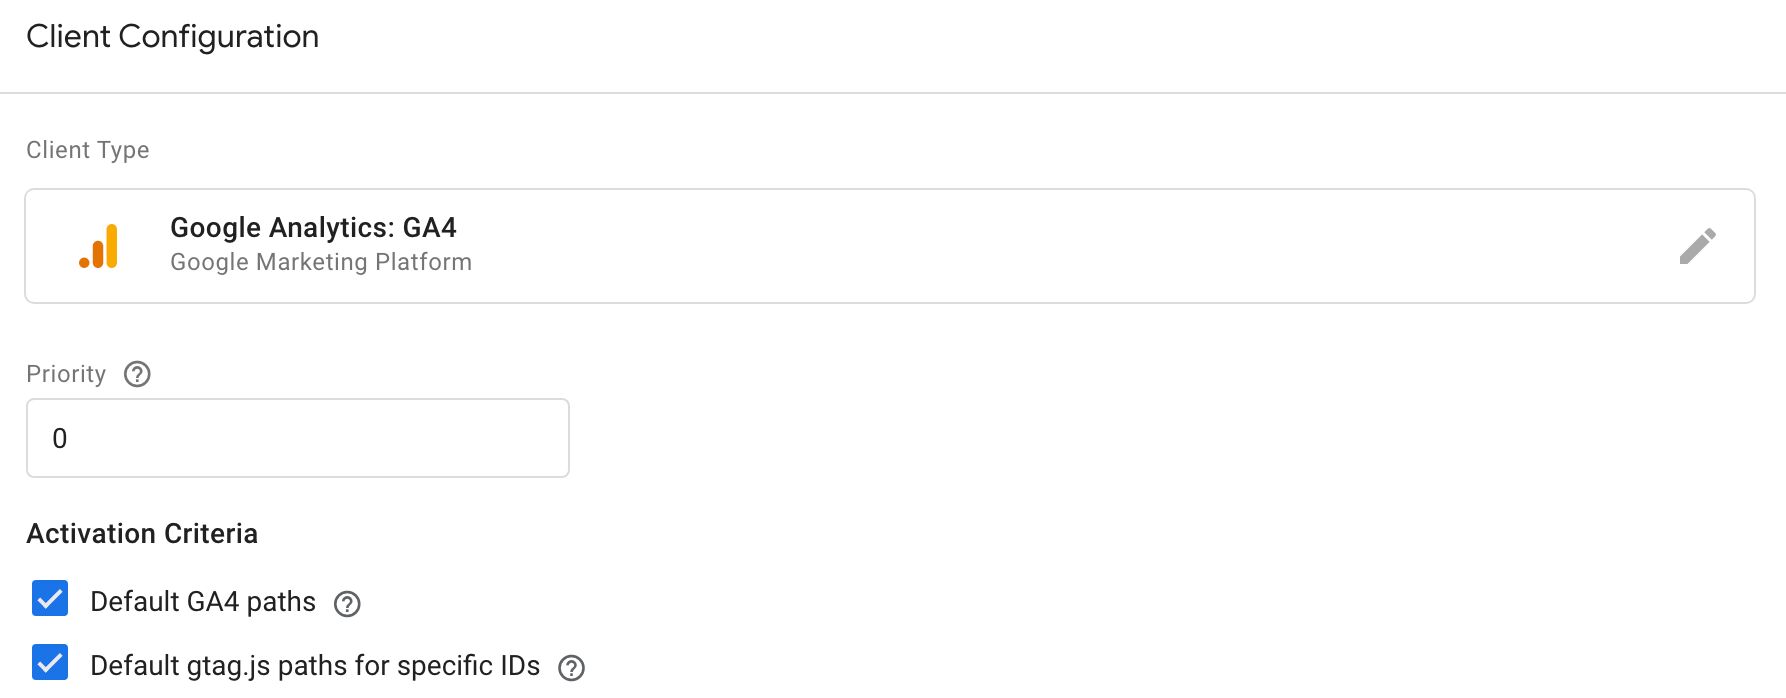 Client Configuration
Client Type
Google Analytics: GA4
Google Marketing Platform
Priority
0
Activation Criteria
Default GA4 paths
Default gtag.js paths for specific IDs